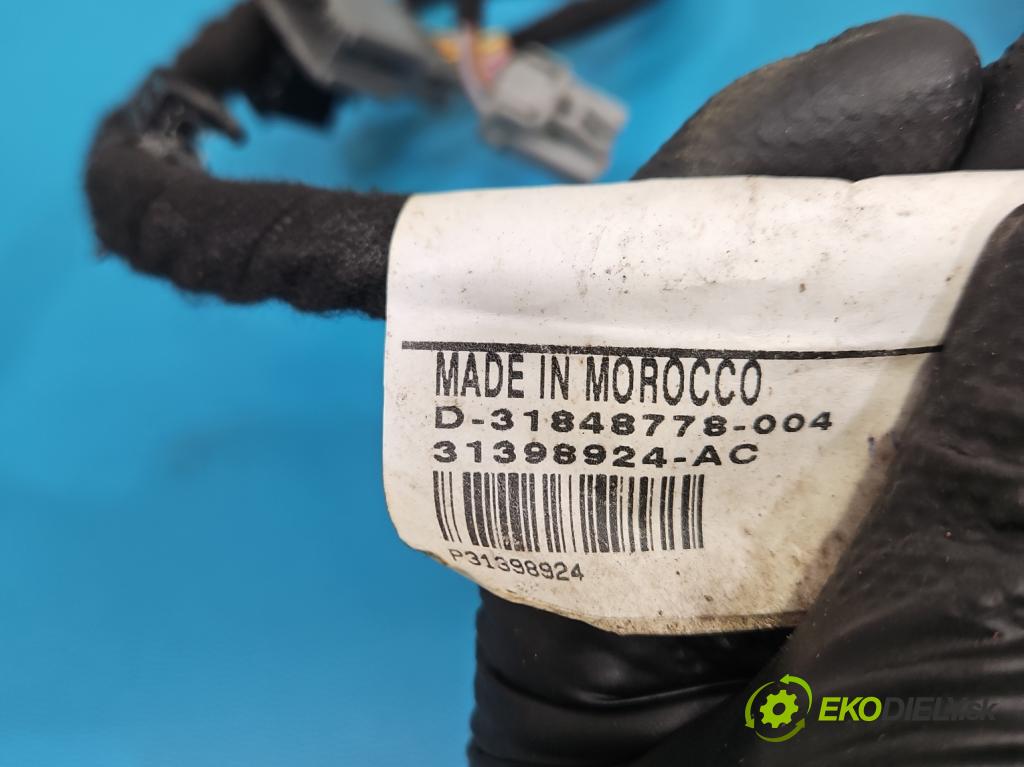 MADE IN MOROCCO
D-31848778-004
31398924-AC
P31398924
EKODIELY.sk